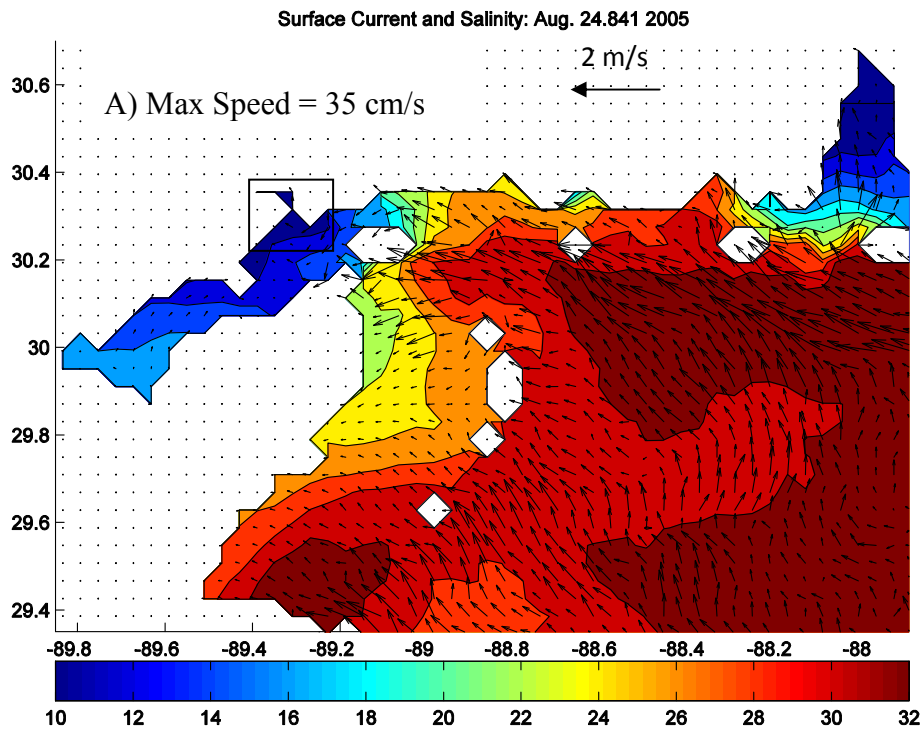 Surface Current and Salinity: Aug. 24.841 2005
2 m/s
A) Max Speed = 35 cm/s
30.6
30.4
30.2
30
29.8
29.6
29.4
-89.8 -89.6 -89.4 -89.2 -89 -88.8 -88.6 -88.4 -88.2 -88
10 12 14 16 18 20 22 24 26 28 30 32